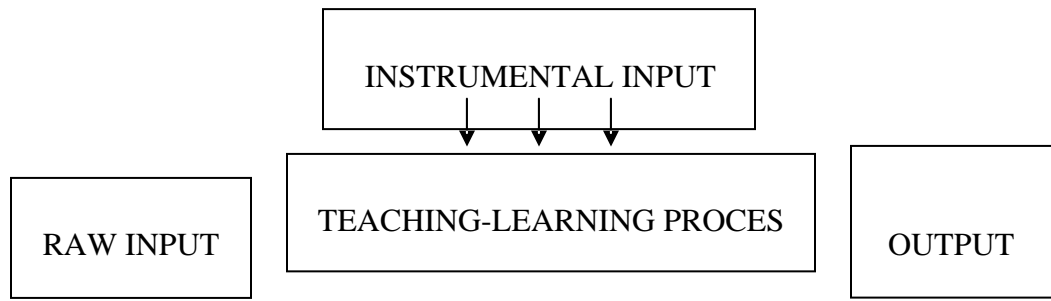 INSTRUMENTAL INPUT
TEACHING-LEARNING PROCES
RAW INPUT
OUTPUT